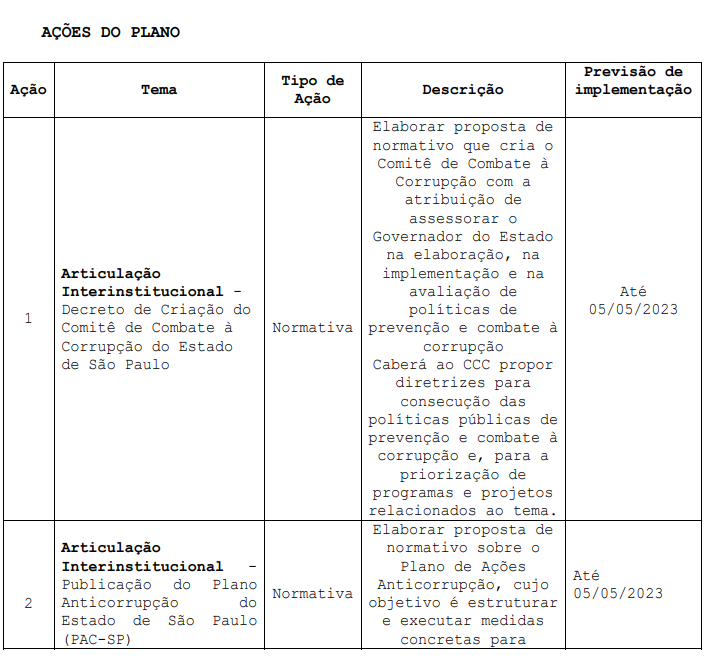 AÇÕES DO PLANO
Ação
Tema
Tipo de
Ação
Descrição
Previsão de
implementação
1
Articulação
Interinstitucional -
Decreto de Criação do
Comitê de Combate à
Corrupção do Estado
de São Paulo
Normativa
Elaborar proposta de
normativo que cria o
Comitê de Combate à
Corrupção com a
atribuição de
assessorar o
Governador do Estado
na elaboração, na
implementação e na
avaliação de
políticas de
prevenção e combate à
corrupção
Caberá ao CCC propor
diretrizes para
consecução das
políticas públicas de
prevenção e combate à
corrupção e, para a
priorização de
programas e projetos
relacionados ao tema.
Até
05/05/2023
2
Articulação
Interinstitucional -
Publicação do Plano
Anticorrupção do
Estado de São Paulo
(PAC-SP)
Normativa
Elaborar proposta de
normativo sobre o
Plano de Ações
Anticorrupção, cujo
objetivo é estruturar
e executar medidas
concretas para
Até
05/05/2023